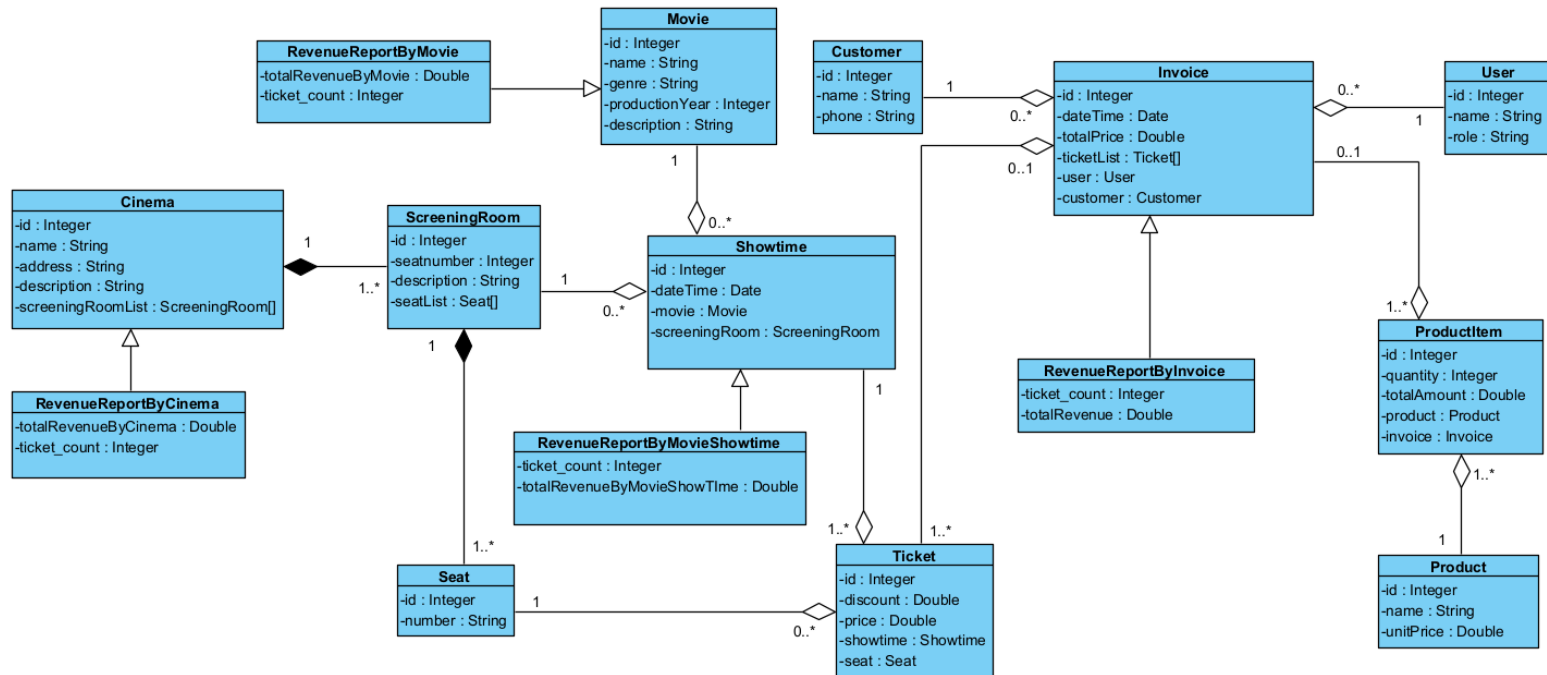 Movie
-id : Integer
-name : String
-genre : String
-productionYear : Integer
-description : String
RevenueReportByMovie
-totalRevenueByMovie : Double
-ticket_count : Integer
Customer
-id : Integer
-name : String
-phone : String
1
0..*
Invoice
-id : Integer
-dateTime : Date
-totalPrice : Double
-ticketList : Ticket[]
-user : User
-customer : Customer
0..*
1
User
-id : Integer
-name : String
-role : String
0..1
0..1
1
0..*
Cinema
-id : Integer
-name : String
-address : String
-description : String
-screeningRoomList : ScreeningRoom[]
1
1..*
ScreeningRoom
-id : Integer
-seatnumber : Integer
-description : String
-seatList : Seat[]
1
0..*
Showtime
-id : Integer
-dateTime : Date
-movie : Movie
-screeningRoom : ScreeningRoom
1
1
1..*
ProductItem
-id : Integer
-quantity : Integer
-totalAmount : Double
-product : Product
-invoice : Invoice
RevenueReportByInvoice
-ticket_count : Integer
-totalRevenue : Double
RevenueReportByCinema
-totalRevenueByCinema : Double
-ticket_count : Integer
RevenueReportByMovieShowtime
-ticket_count : Integer
-totalRevenueByMovieShowTIme : Double
1..*
1..*
1..*
1..*
1
Seat
-id : Integer
-number : String
1
0..*
Ticket
-id : Integer
-discount : Double
-price : Double
-showtime : Showtime
-seat : Seat
Product
-id : Integer
-name : String
-unitPrice : Double